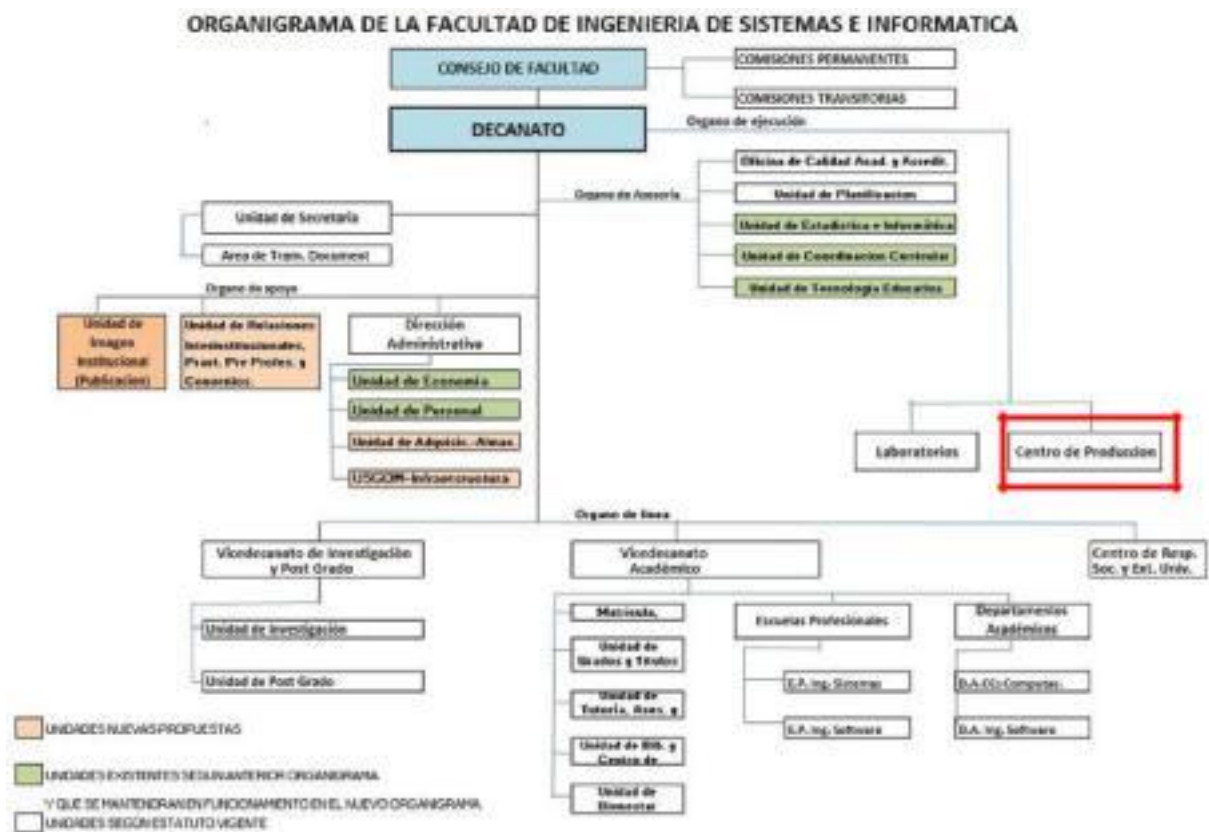 ORGANIGRAMA DE LA FACULTAD DE INGENIERIA DE SISTEMAS E INFORMATICA
CONSEJO DE FACULTAD
COMISIONES PERMANENTES
COMISIONES TRANSITORIAS
DECANATO
Organo de ejecución
Oficina de Calidad Acad. y Acredit.
Organo de Asesoría
Unidad de Planificacion
Unidad de Secretaría
Unidad de Estadistica e Informática
Area de Tram. Document
Unidad de Coordinacion Curricular
Unidad de Tecnologia Educativa
Organo de apoyo
Unidad de
Imagen
Institucional
(Publicacion)
Unidad de Relaciones
Interinstitucionales,
Pract. Pre Profes. y
Convenios.
Dirección
Administrativa
Unidad de Economía
Unidad de Personal
Unidad de Adquisic.-Almac
USGOM-Infraestructura
Laboratorios
Centro de Produccion
Organo de linea
Vicedecanato de Investigación
y Post Grado
Vicedecanato
Académico
Centro de Resp.
Soc. y Ext. Univ.
Unidad de Investigación
Unidad de Post Grado
Matricula,
Unidad de
Grados y Titulos
Unidad de
Tutoría, Ases. y
Unidad de Bib. y
Centro de
Unidad de
Bienestar
Escuelas Profesionales
E.P. Ing. Sistemas
E.P. Ing. Software
Departamentos
Académicos
D.A. Computac.
D.A. Ing. Software
UNIDADES NUEVAS PROPUESTAS
UNIDADES EXISTENTES SEGUN ANTERIOR ORGANIGRAMA
Y QUE SE MANTENDRAN EN FUNCIONAMIENTO EN EL NUEVO ORGANIGRAMA
UNIDADES SEGÚN ESTATUTO VIGENTE